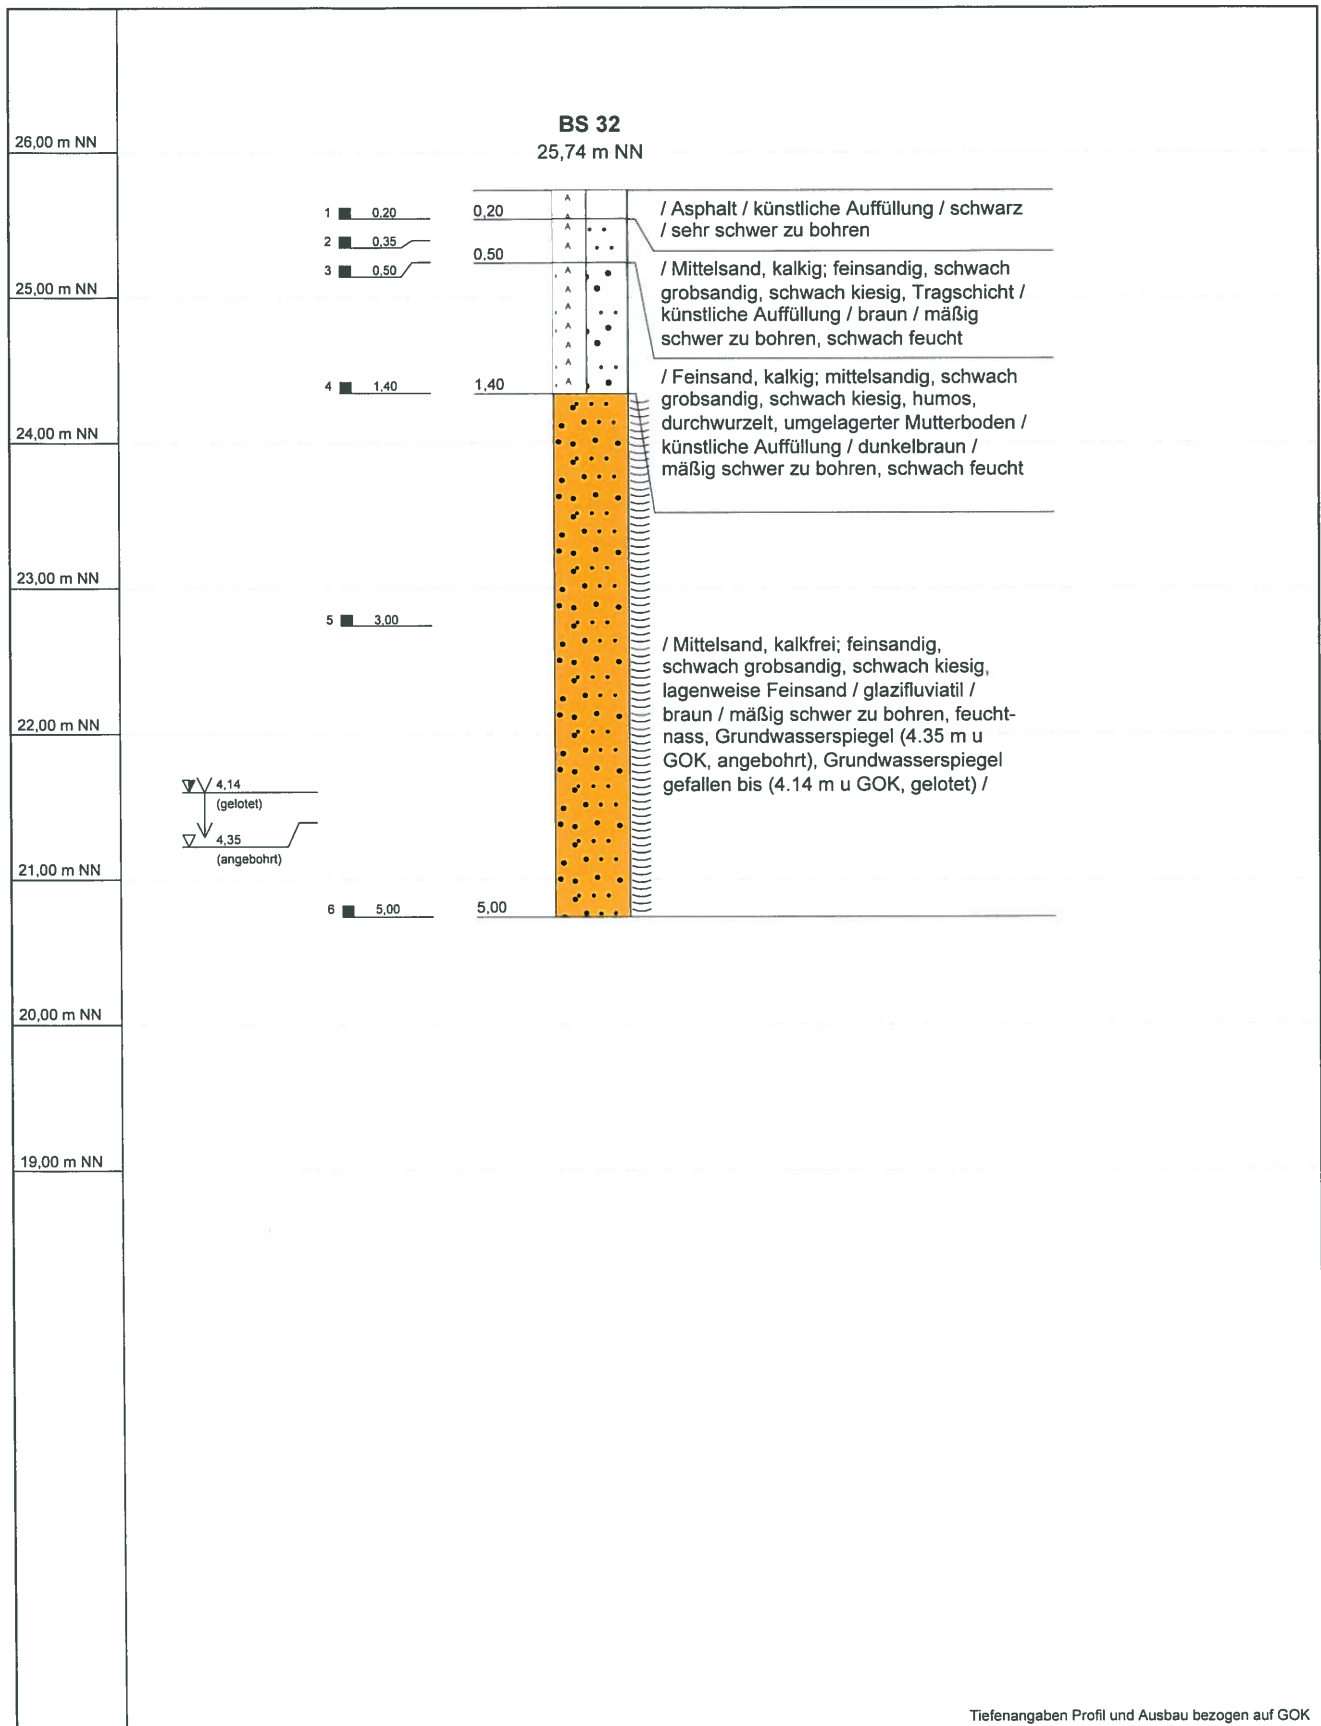 BS 32
25,74 m NN
26,00 m NN
25,00 m NN
24,00 m NN
23,00 m NN
22,00 m NN
21,00 m NN
20,00 m NN
19,00 m NN
1 0,20
2 0,35
3 0,50
4 1,40
5 3,00
6 5,00
4,14
(gelotet)
4,35
(angebohrt)
0,20
0,50
1,40
5,00
A
A
A
A
A
A
A
A
A
A
/ Asphalt / künstliche Auffüllung / schwarz
/ sehr schwer zu bohren
/ Mittelsand, kalkig; feinsandig, schwach
grobsandig, schwach kiesig, Tragschicht /
künstliche Auffüllung / braun / mäßig
schwer zu bohren, schwach feucht
/ Feinsand, kalkig; mittelsandig, schwach
grobsandig, schwach kiesig, humos,
durchwurzelt, umgelagerter Mutterboden /
künstliche Auffüllung / dunkelbraun /
mäßig schwer zu bohren, schwach feucht
/ Mittelsand, kalkfrei; feinsandig,
schwach grobsandig, schwach kiesig,
lagenweise Feinsand / glazifluviatil /
braun / mäßig schwer zu bohren, feucht-
nass, Grundwasserspiegel (4.35 m u
GOK, angebohrt), Grundwasserspiegel
gefallen bis (4.14 m u GOK, gelotet) /
Tiefenangaben Profil und Ausbau bezogen auf GOK